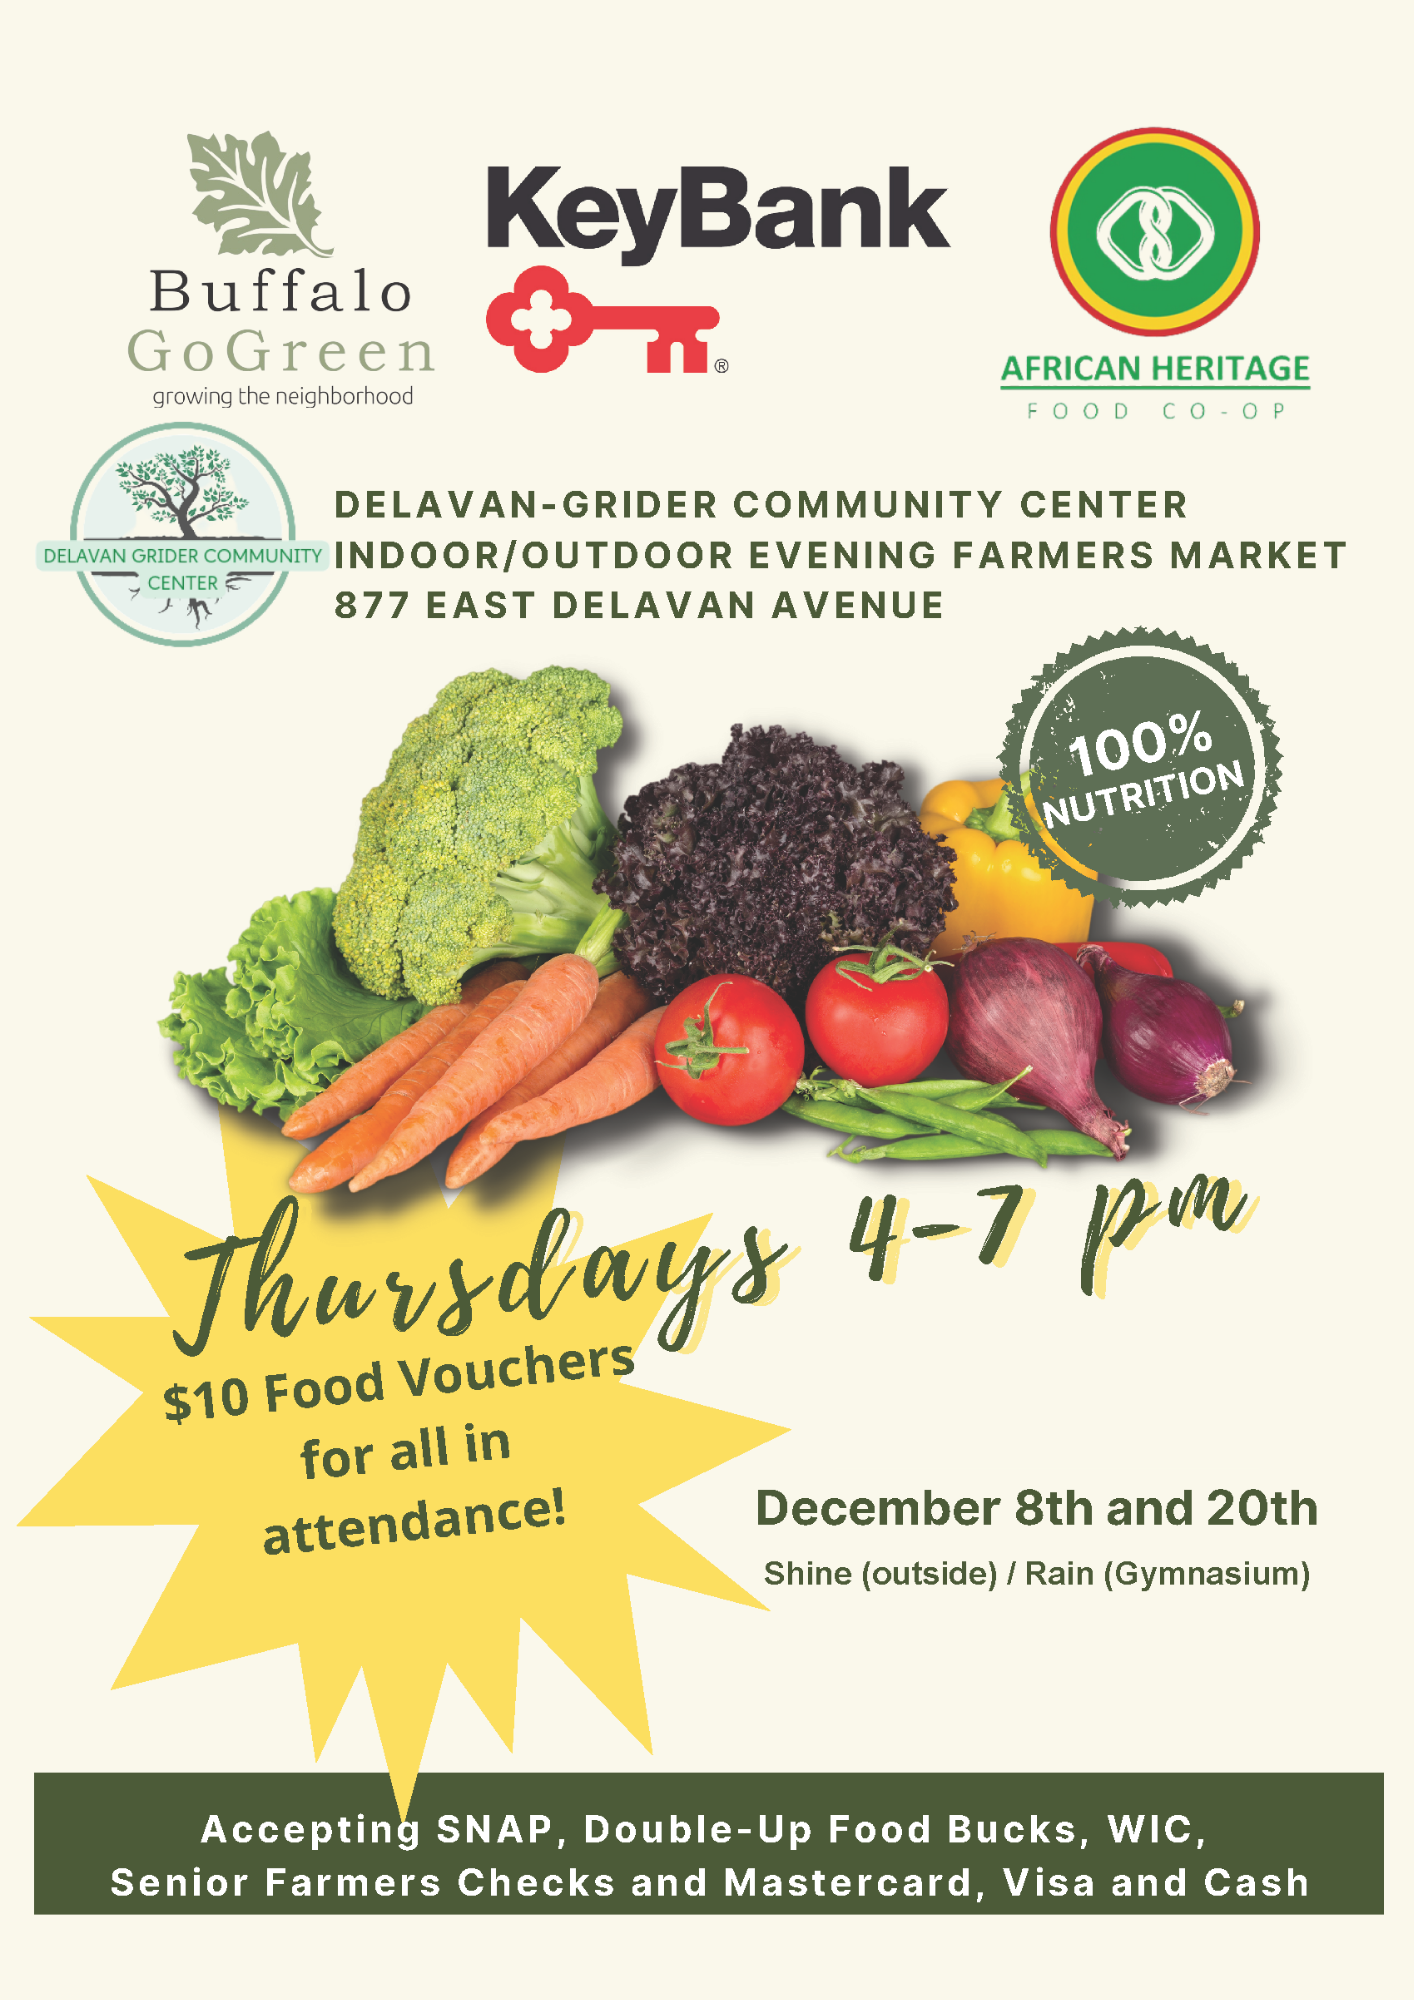 Buffalo
GoGreen
growing the neighborhood
KeyBank
®
AFRICAN HERITAGE
FOOD CO-OP
DELAVAN GRIDER COMMUNITY
CENTER
DELAVAN-GRIDER COMMUNITY CENTER
INDOOR/OUTDOOR EVENING FARMERS MARKET
877 EAST DELAVAN AVENUE
100%
NUTRITION
Thursdays 4-7 pm
$10 Food Vouchers
for all in
attendance!
December 8th and 20th
Shine (outside) / Rain (Gymnasium)
Accepting SNAP, Double-Up Food Bucks, WIC,
Senior Farmers Checks and Mastercard, Visa and Cash